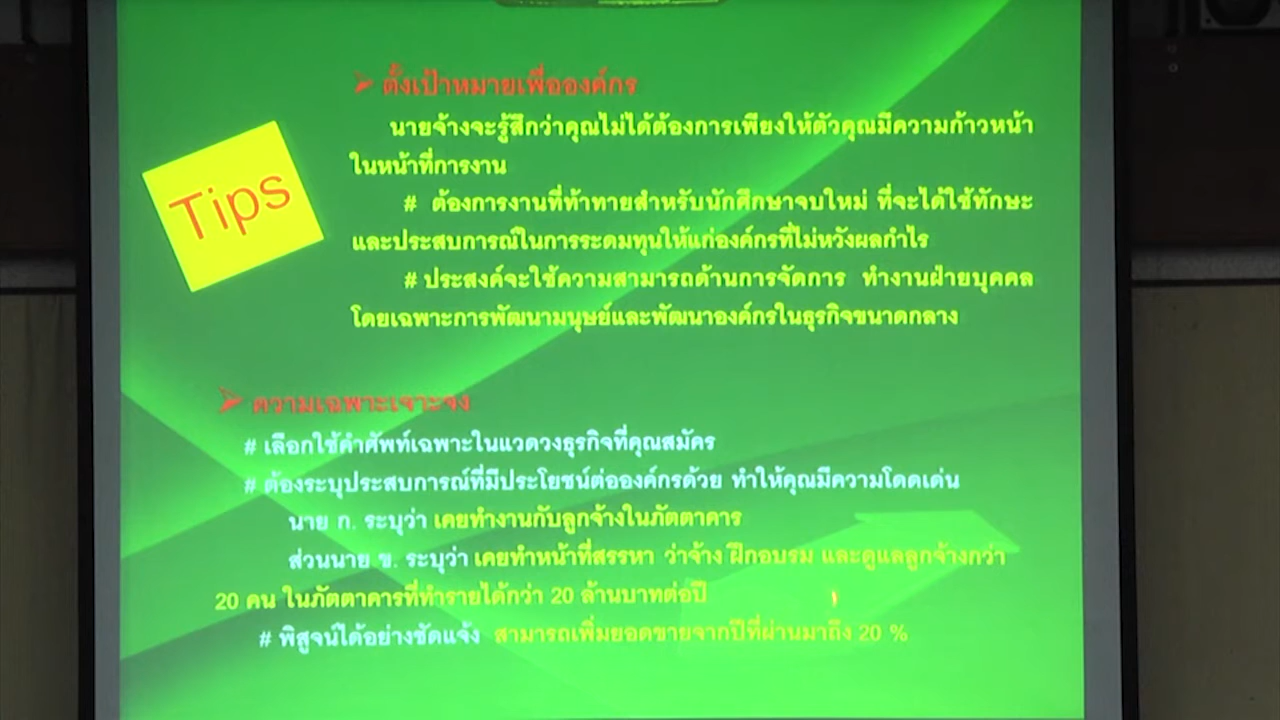 ➢ ตั้งเป้าหมายเพื่อองค์กร
นายจ้างจะรู้สึกว่าคุณไม่ได้ต้องการเพียงให้ตัวคุณมีความก้าวหน้า
ในหน้าที่การงาน
Tips
# ต้องการงานที่ท้าทายสำหรับนักศึกษาจบใหม่ ที่จะได้ใช้ทักษะ
และประสบการณ์ในการระดมทุนให้แก่องค์กรที่ไม่หวังผลกำไร
# ประสงค์จะใช้ความสามารถด้านการจัดการ ทำงานฝ่ายบุคคล
โดยเฉพาะการพัฒนามนุษย์และพัฒนาองค์กรในธุรกิจขนาดกลาง
➢ ความเฉพาะเจาะจง
# เลือกใช้คำศัพท์เฉพาะในแวดวงธุรกิจที่คุณสมัคร
# ต้องระบุประสบการณ์ที่มีประโยชน์ต่อองค์กรด้วย ทำให้คุณมีความโดดเด่น
นาย ก. ระบุว่า เคยทำงานกับลูกจ้างในภัตตาคาร
ส่วนนาย ข. ระบุว่า เคยทำหน้าที่สรรหา ว่าจ้าง ฝึกอบรม และดูแลลูกจ้างกว่า
20 คน ในภัตตาคารที่ทำรายได้กว่า 20 ล้านบาทต่อปี
# พิสูจน์ได้อย่างชัดแจ้ง สามารถเพิ่มยอดขายจากปีที่ผ่านมาถึง 20 %